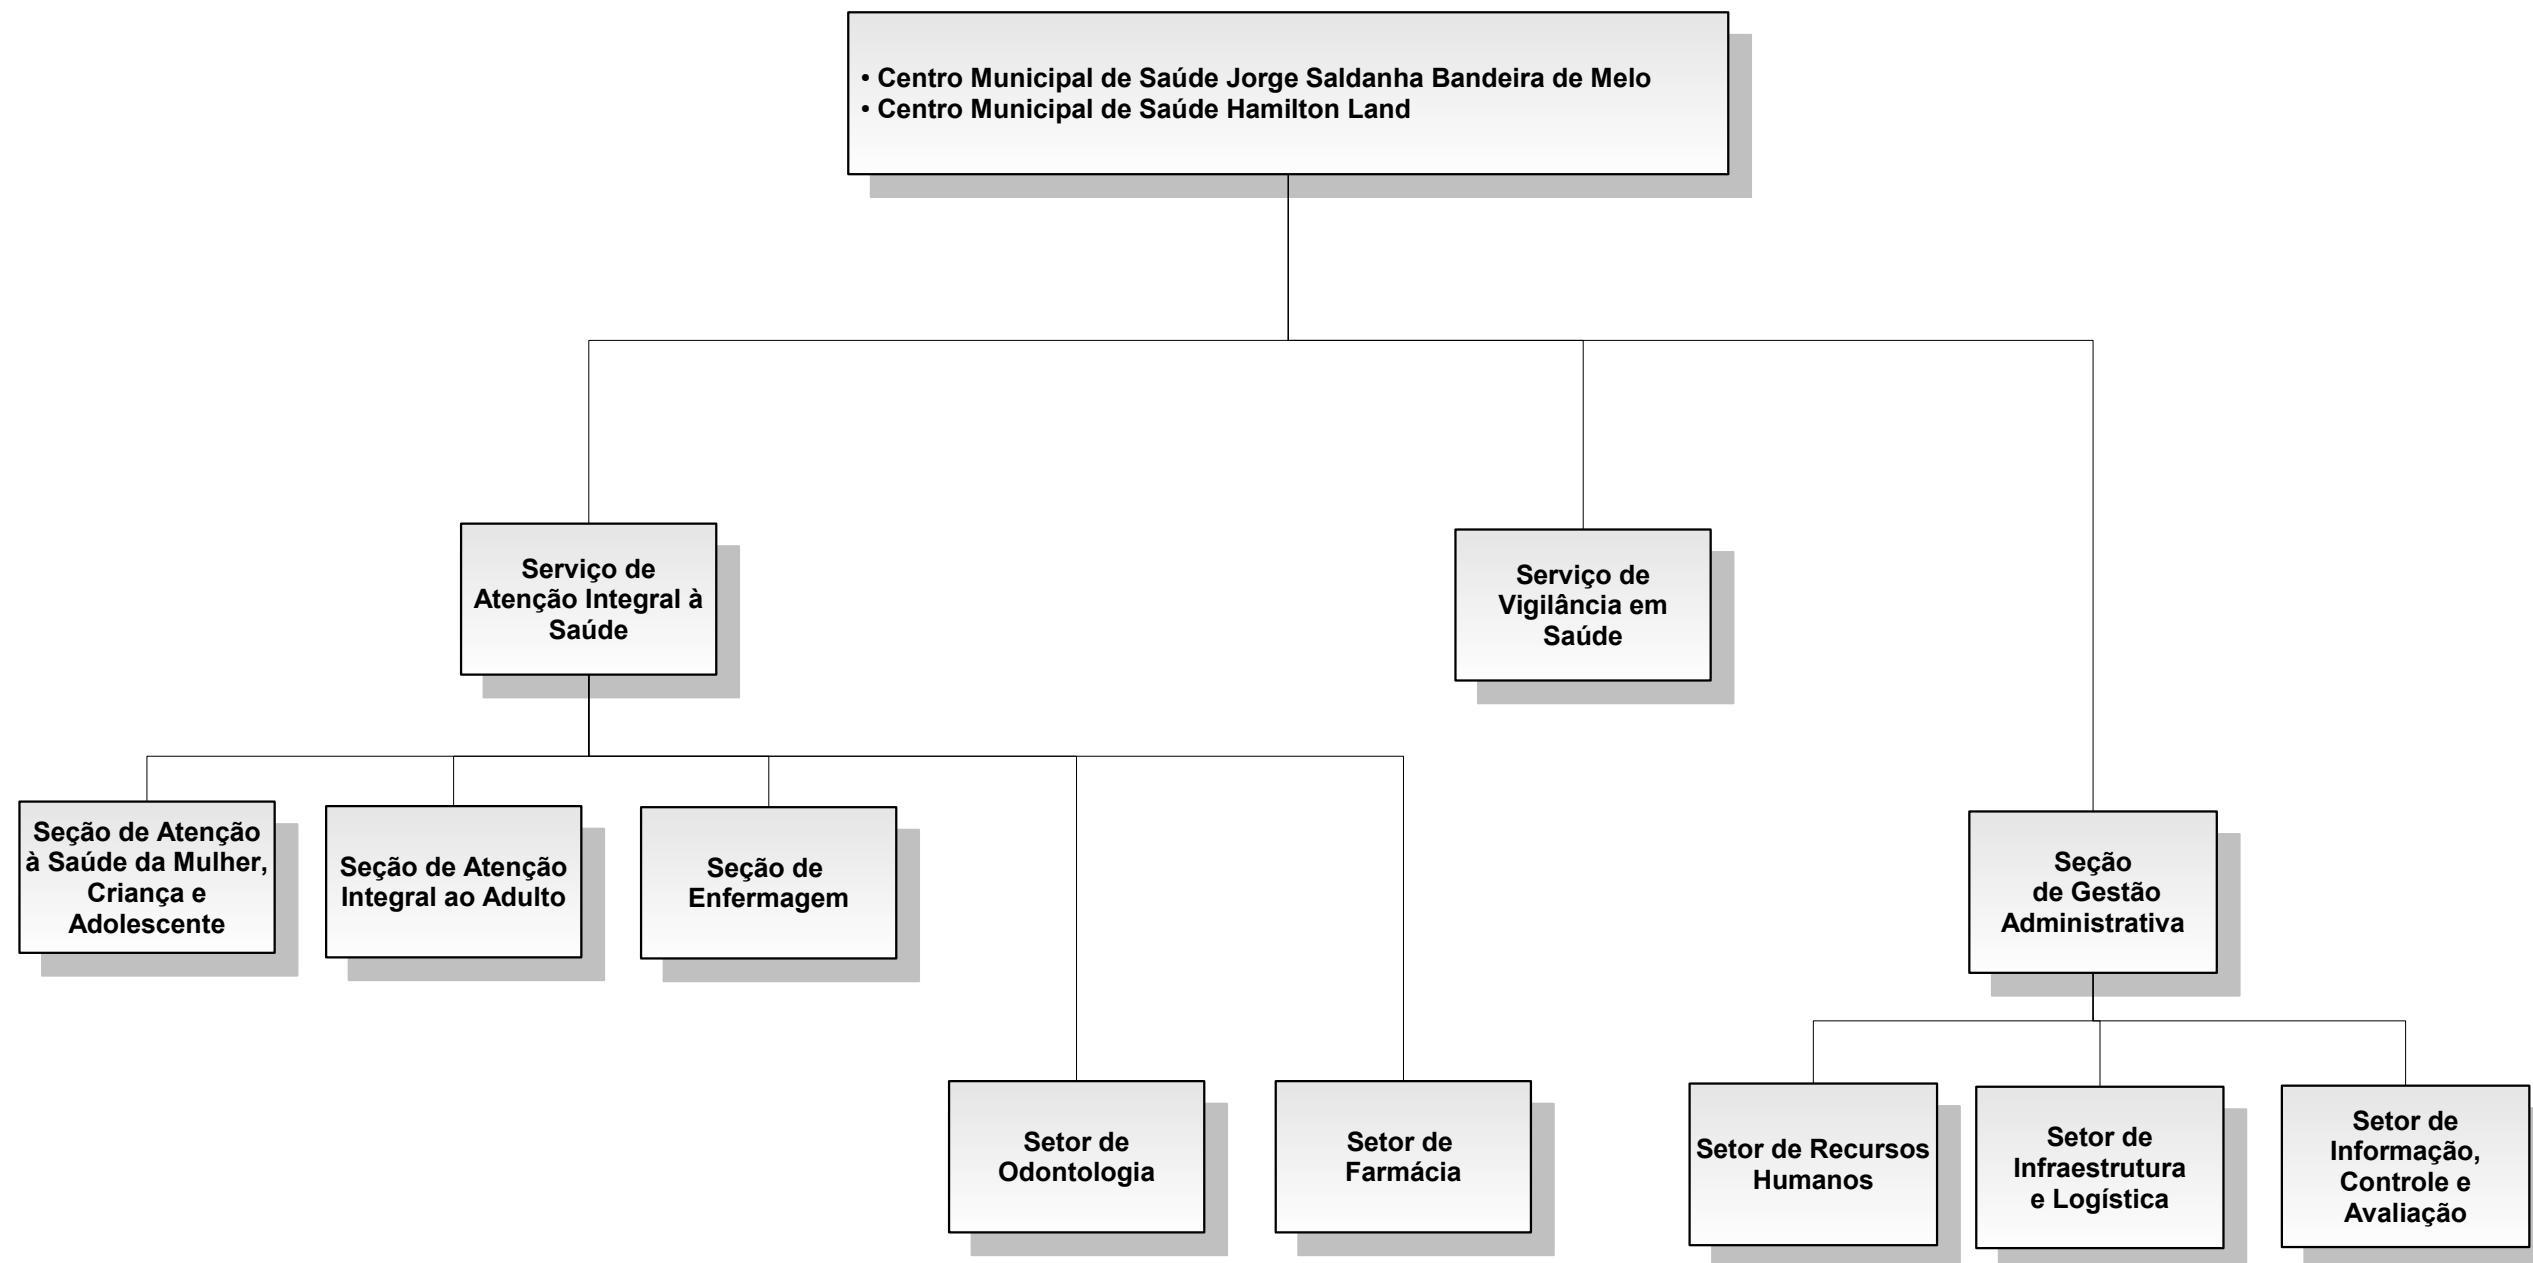 • Centro Municipal de Saúde Jorge Saldanha Bandeira de Melo
• Centro Municipal de Saúde Hamilton Land
Serviço de
Atenção Integral à
Saúde
Serviço de
Vigilância em
Saúde
Seção de Atenção
à Saúde da Mulher,
Criança e
Adolescente
Seção de Atenção
Integral ao Adulto
Seção de
Enfermagem
Seção
de Gestão
Administrativa
Setor de
Odontologia
Setor de
Farmácia
Setor de Recursos
Humanos
Setor de
Infraestrutura
e Logística
Setor de
Informação,
Controle e
Avaliação